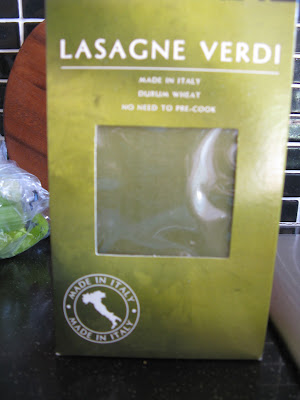 LASAGNE VERDI
MADE IN ITALY
DURUM WHEAT
NO NEED TO PRE-COOK
MADE IN ITALY
MADE IN ITALY